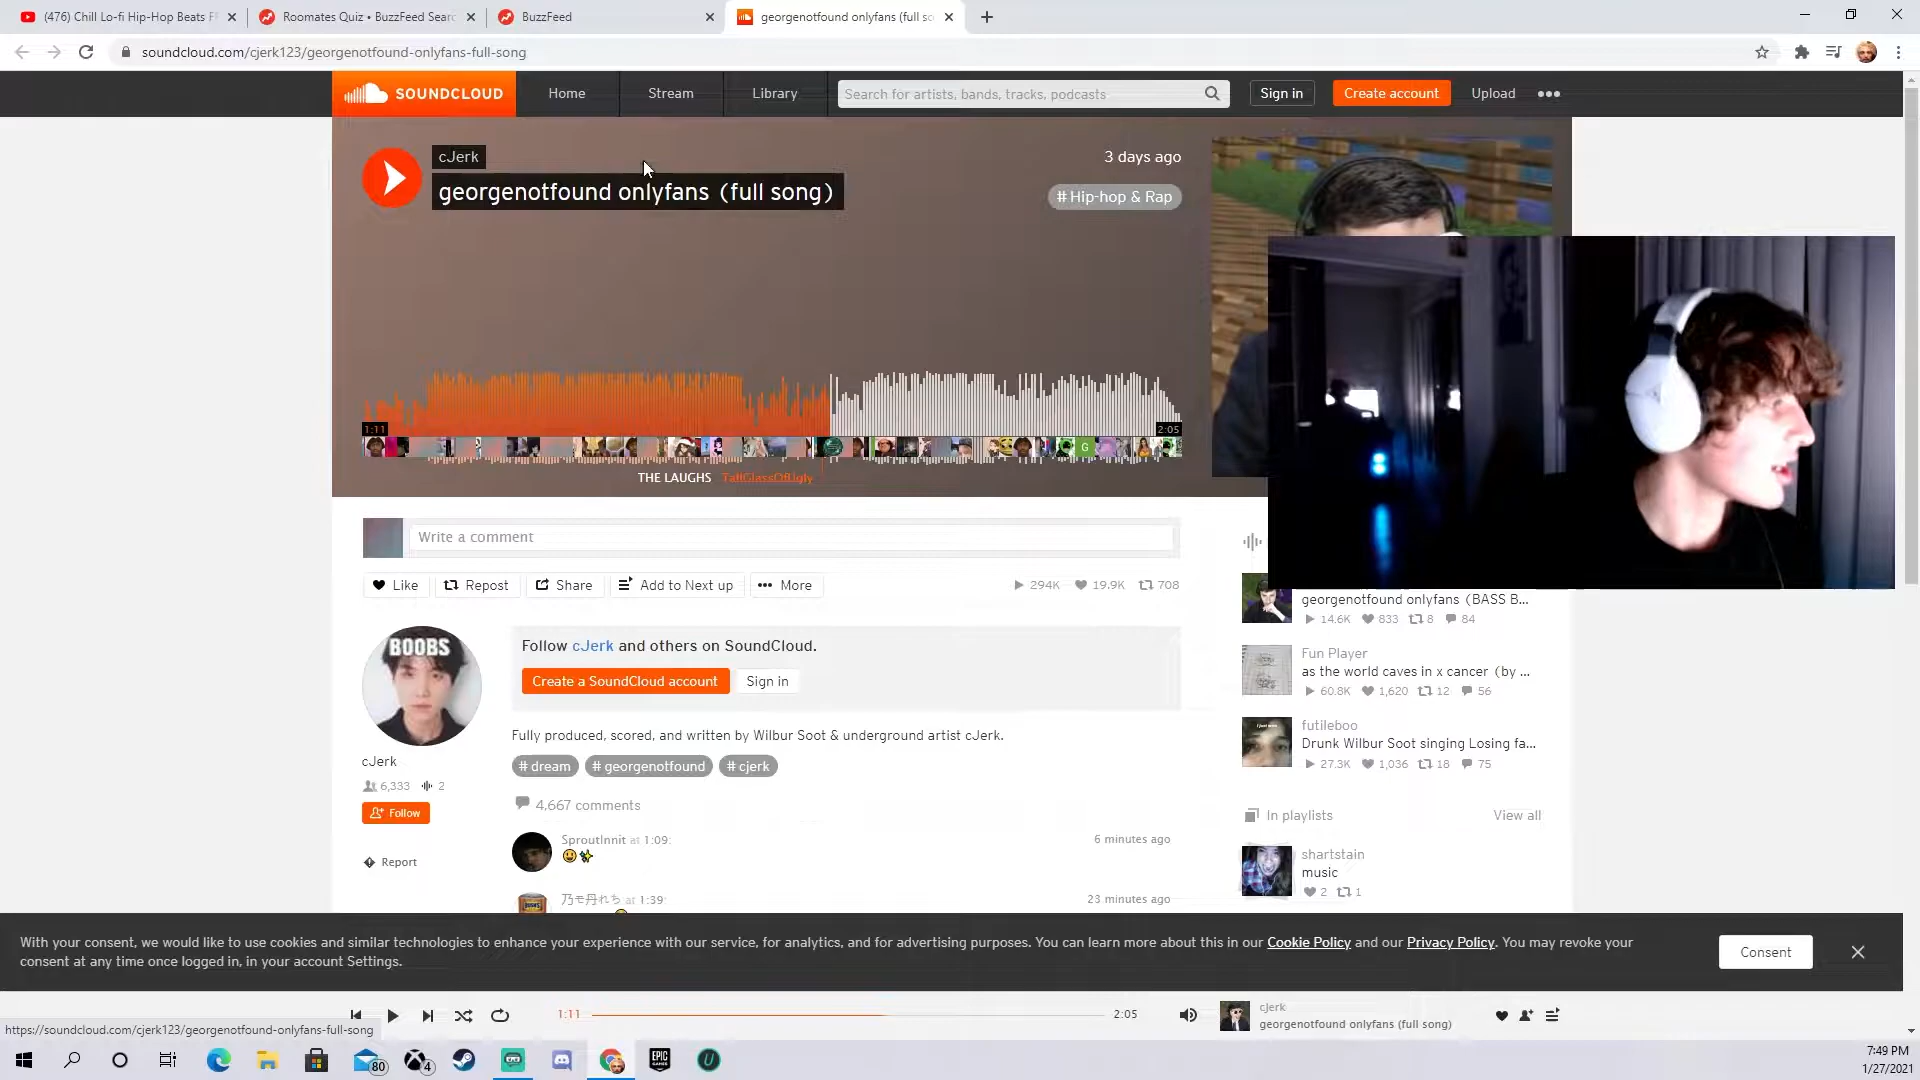 (476) Chill Lo-fi Hip-Hop Beats F
Roomates Quiz • BuzzFeed Sear
BuzzFeed
georgenotfound onlyfans (full so
soundcloud.com/cjerk123/georgenotfound-onlyfans-full-song
SOUNDCLOUD
Home
Stream
Library
Search for artists, bands, tracks, podcasts
Sign in
Create account
Upload
cJerk
georgenotfound onlyfans (full song)
3 days ago
# Hip-hop & Rap
1:11
2:05
G
THE LAUGHS TallGlassOfUgly
Write a comment
Like
Repost
Share
Add to Next up
More
294K
19.9K
708
BOOBS
cJerk
6,333
2
Follow
Report
Follow cJerk and others on SoundCloud.
Create a SoundCloud account
Sign in
Fully produced, scored, and written by Wilbur Soot & underground artist cJerk.
# dream
# georgenotfound
# cjerk
4,667 comments
SproutInnit at 1:09:
6 minutes ago
乃モ丹れち at 1:39:
23 minutes ago
georgenotfound onlyfans (BASS B...
14.6K 833 8 84
Fun Player
as the world caves in x cancer (by ...
60.8K 1,620 12 56
futileboo
Drunk Wilbur Soot singing Losing fa...
27.3K 1,036 18 75
In playlists
View all
shartstain
music
2 1
With your consent, we would like to use cookies and similar technologies to enhance your experience with our service, for analytics, and for advertising purposes. You can learn more about this in our Cookie Policy and our Privacy Policy. You may revoke your
consent at any time once logged in, in your account Settings.
Consent
1:11
2:05
cJerk
georgenotfound onlyfans (full song)
https://soundcloud.com/cjerk123/georgenotfound-onlyfans-full-song
80
4
EPIC
GAMES
U
7:49 PM
1/27/2021